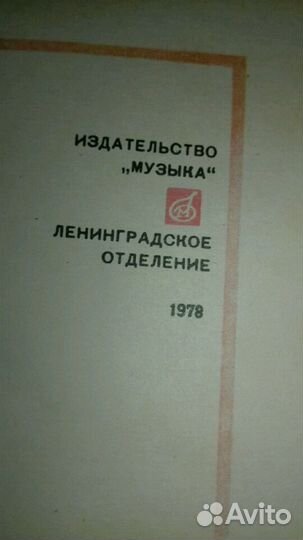 ИЗДАТЕЛЬСТВО
„МУЗЫКА“
М
ЛЕНИНГРАДСКОЕ
ОТДЕЛЕНИЕ
1978
Avito